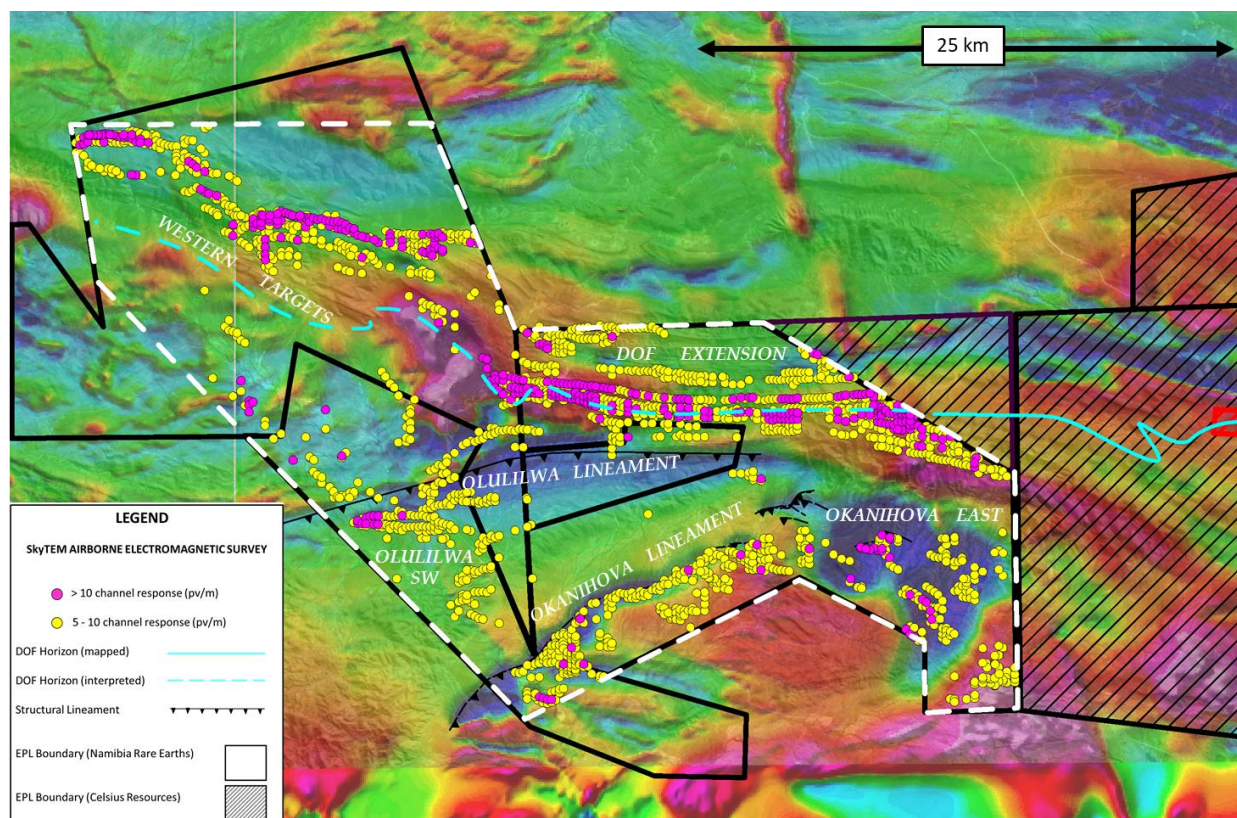 25 km
WESTERN TARGETS
DOF EXTENSION
OLULILWA LINEAMENT
OKANIHOVA EAST
OKANIHOVA LINEAMENT
OLULILWA
SW
LEGEND
SkyTEM AIRBORNE ELECTROMAGNETIC SURVEY
> 10 channel response (pv/m)
5 - 10 channel response (pv/m)
DOF Horizon (mapped)
DOF Horizon (interpreted)
Structural Lineament
EPL Boundary (Namibia Rare Earths)
EPL Boundary (Celsius Resources)